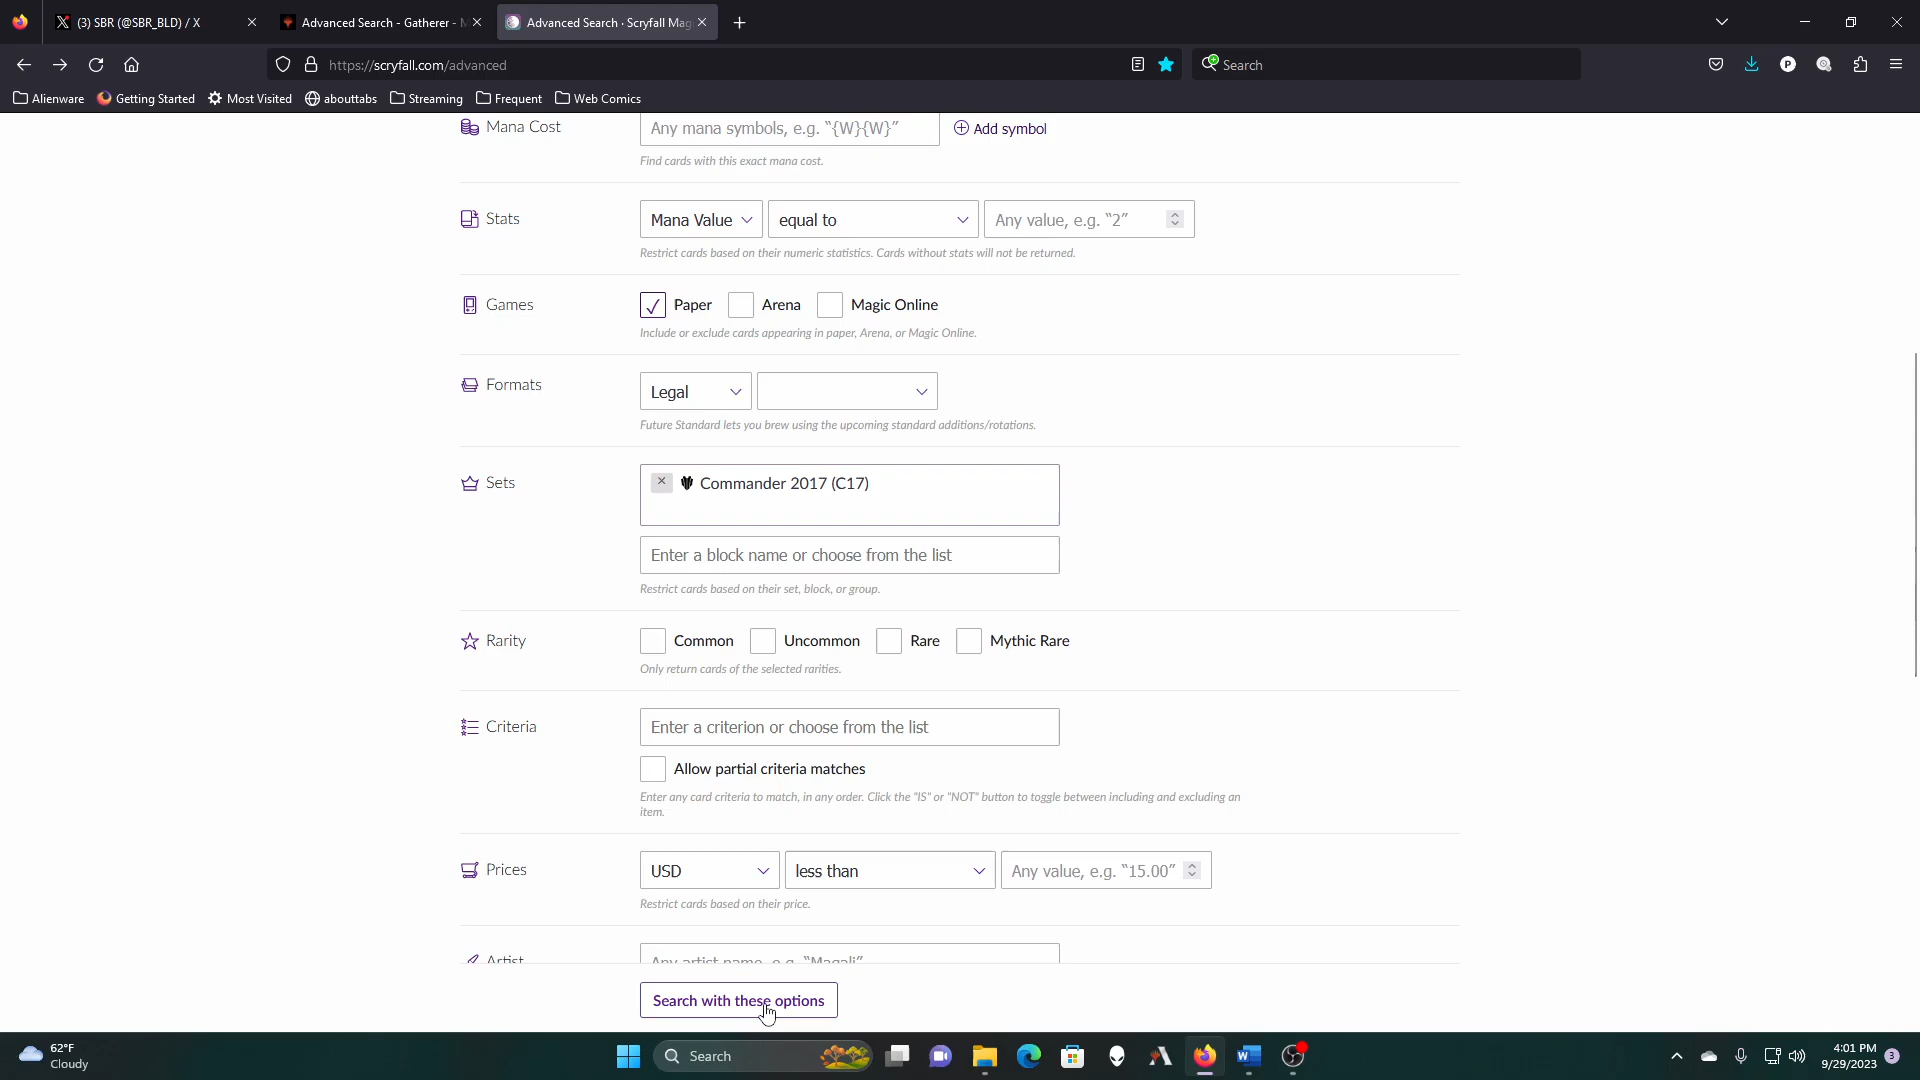 (3) SBR (@SBR_BLD) / X
Advanced Search - Gatherer - M
Advanced Search · Scryfall Mag
https://scryfall.com/advanced
Search
Alienware
Getting Started
Most Visited
abouttabs
Streaming
Frequent
Web Comics
Mana Cost
Any mana symbols, e.g. “{W}{W}”
Add symbol
Find cards with this exact mana cost.
Stats
Mana Value
equal to
Any value, e.g. “2”
Restrict cards based on their numeric statistics. Cards without stats will not be returned.
Games
Paper
Arena
Magic Online
Include or exclude cards appearing in paper, Arena, or Magic Online.
Formats
Legal
Future Standard lets you brew using the upcoming standard additions/rotations.
Sets
Commander 2017 (C17)
Enter a block name or choose from the list
Restrict cards based on their set, block, or group.
Rarity
Common
Uncommon
Rare
Mythic Rare
Only return cards of the selected rarities.
Criteria
Enter a criterion or choose from the list
Allow partial criteria matches
Enter any card criteria to match, in any order. Click the "IS" or "NOT" button to toggle between including and excluding an
item.
Prices
USD
less than
Any value, e.g. “15.00”
Restrict cards based on their price.
Artist
Any artist name, e.g. “Magali”
Search with these options
62°F
Cloudy
Search
4:01 PM
9/29/2023
3